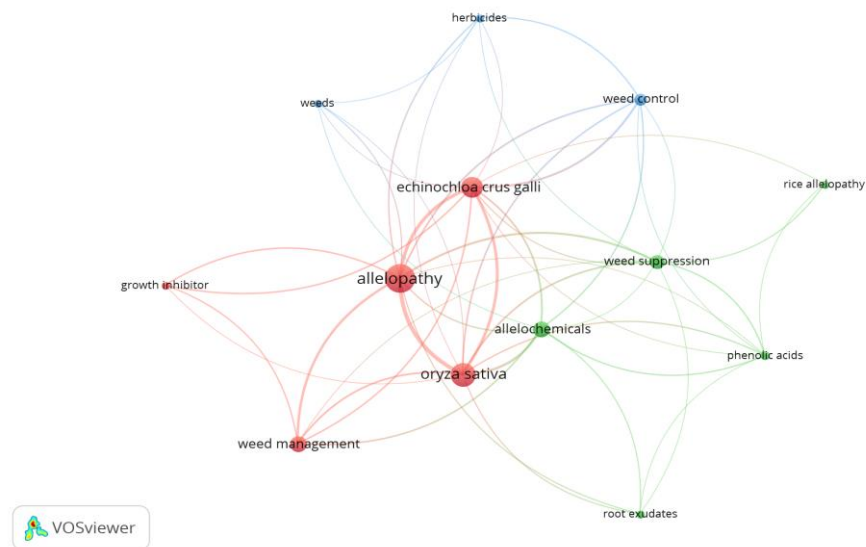 herbicides
weeds
weed control
echinochloa crus galli
rice allelopathy
weed suppression
allelopathy
growth inhibitor
allelochemicals
phenolic acids
oryza sativa
weed management
root exudates
VOSviewer